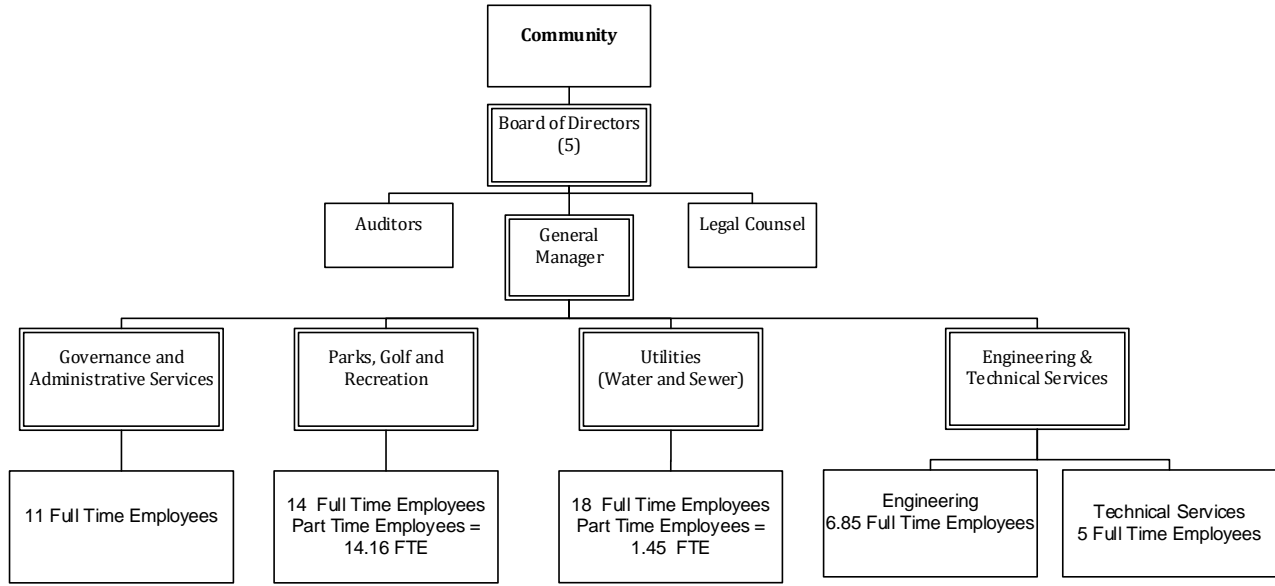 Community
Board of Directors
(5)
Auditors
General
Manager
Legal Counsel
Governance and
Administrative Services
Parks, Golf and
Recreation
Utilities
(Water and Sewer)
Engineering &
Technical Services
11 Full Time Employees
14 Full Time Employees
Part Time Employees =
14.16 FTE
18 Full Time Employees
Part Time Employees =
1.45 FTE
Engineering
6.85 Full Time Employees
Technical Services
5 Full Time Employees